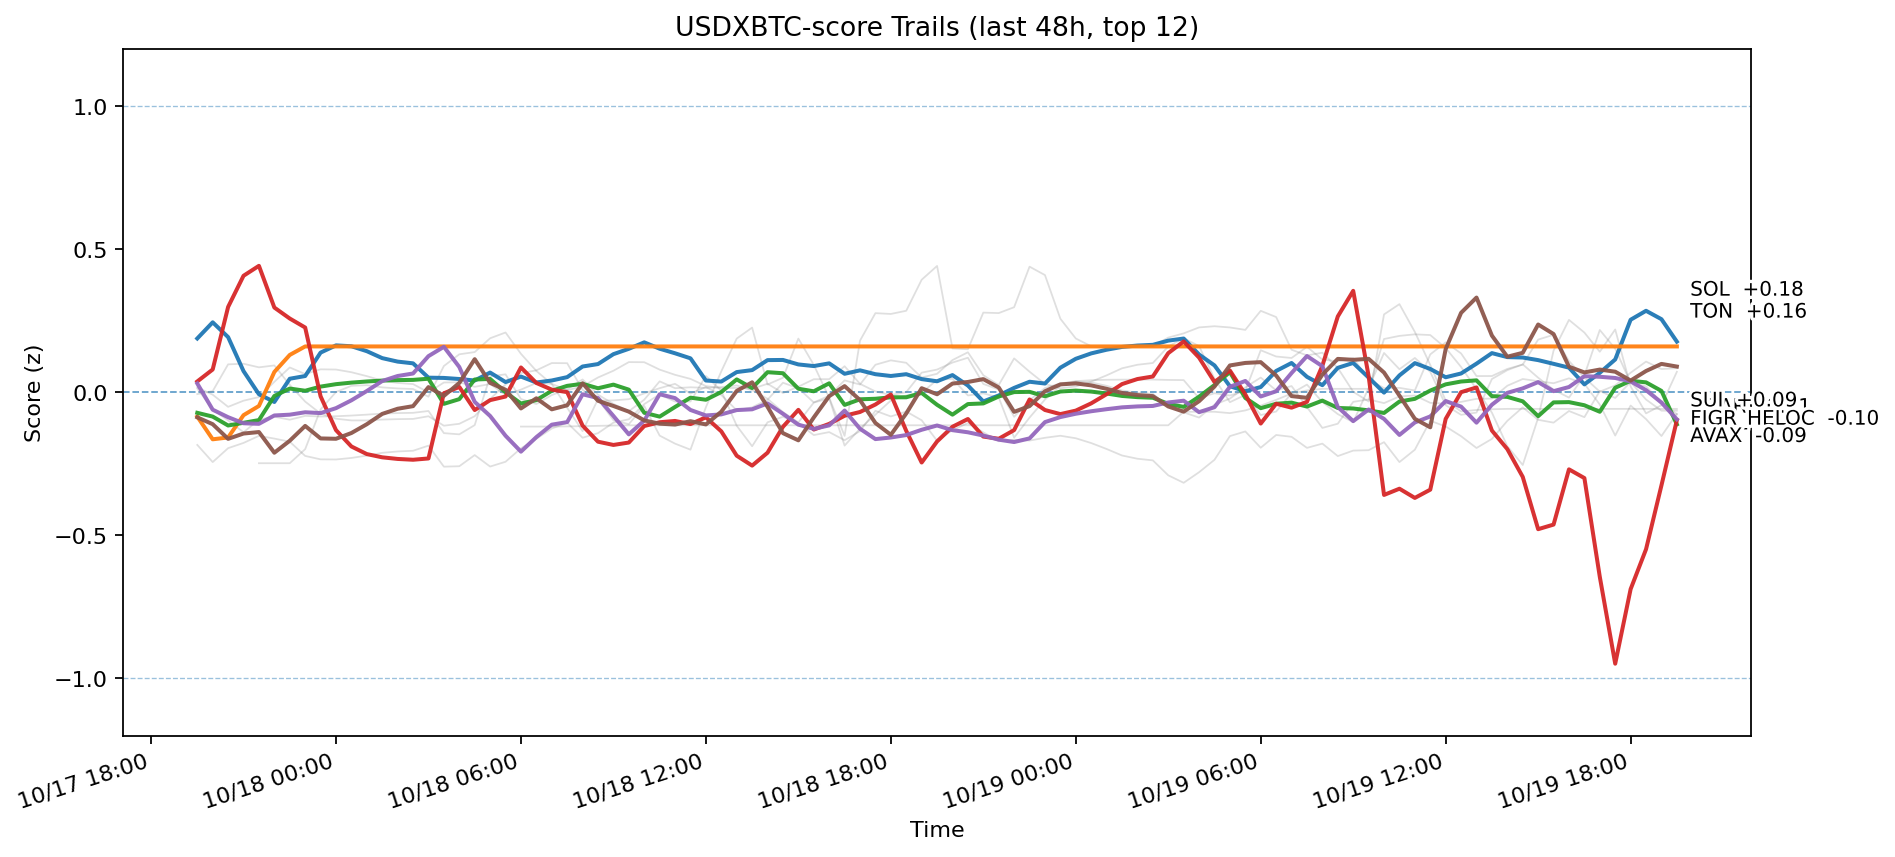 USDXBTC-score Trails (last 48h, top 12)
1.0
0.5
0.0
−0.5
−1.0
Score (z)
SOL +0.18
TON +0.16
SUI +0.09
FIGR_HELOC -0.10
AVAX -0.09
10/17 18:00
10/18 00:00
10/18 06:00
10/18 12:00
10/18 18:00
10/19 00:00
10/19 06:00
10/19 12:00
10/19 18:00
Time